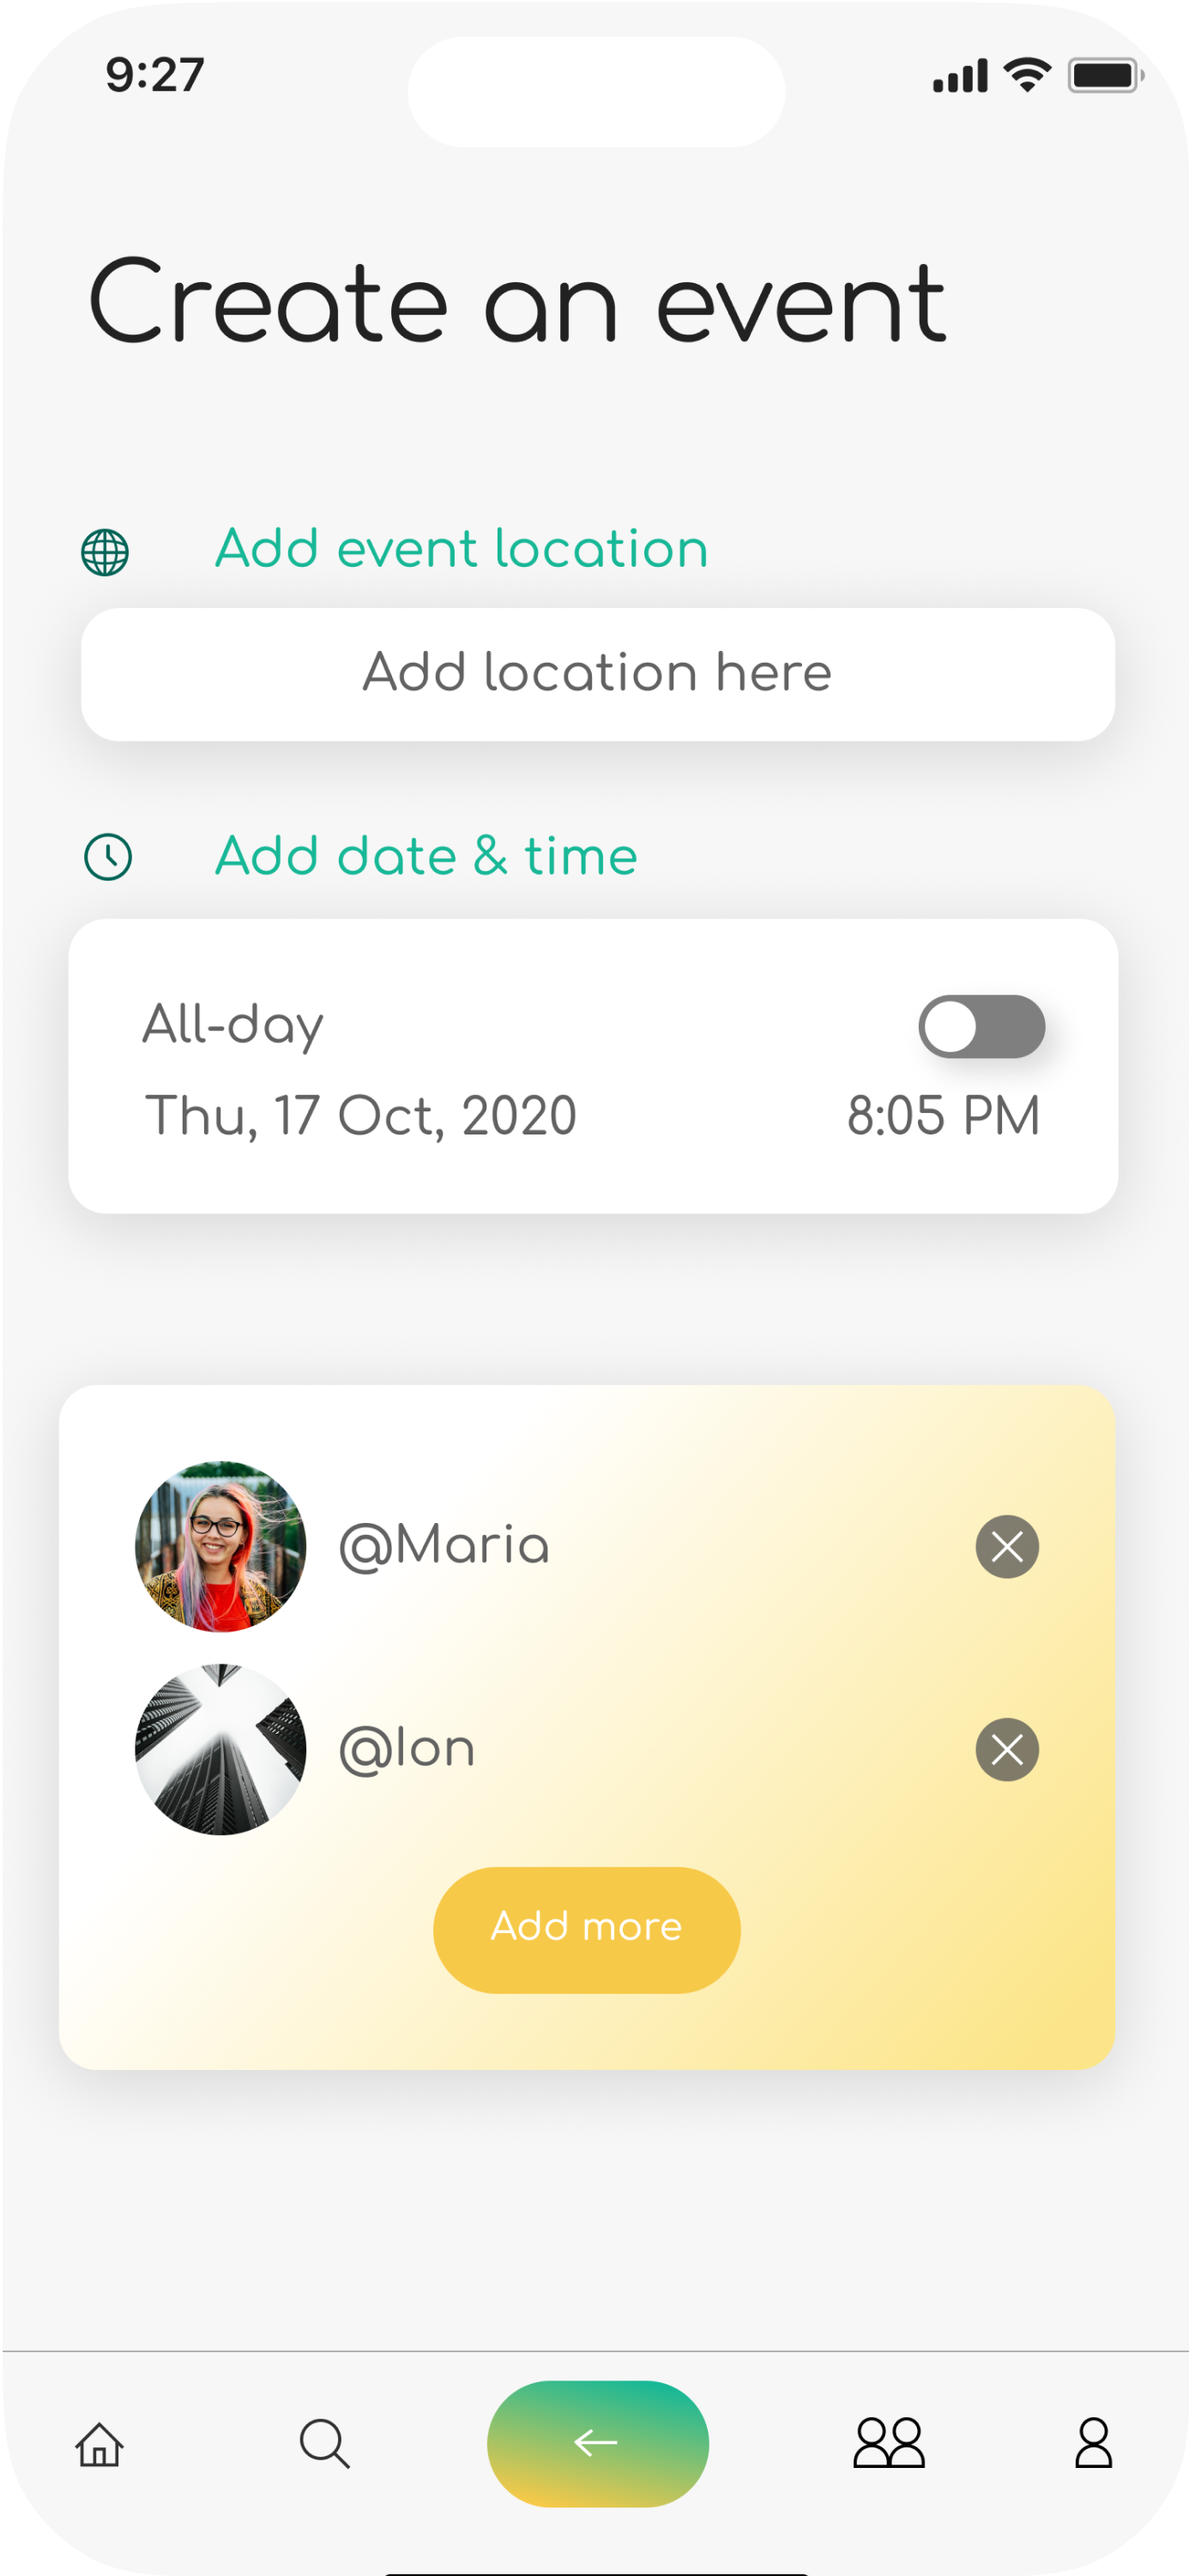 9:27
Create an event
Add event location
Add location here
Add date & time
All-day
Thu, 17 Oct, 2020 8:05 PM
@Maria
@Ion
Add more